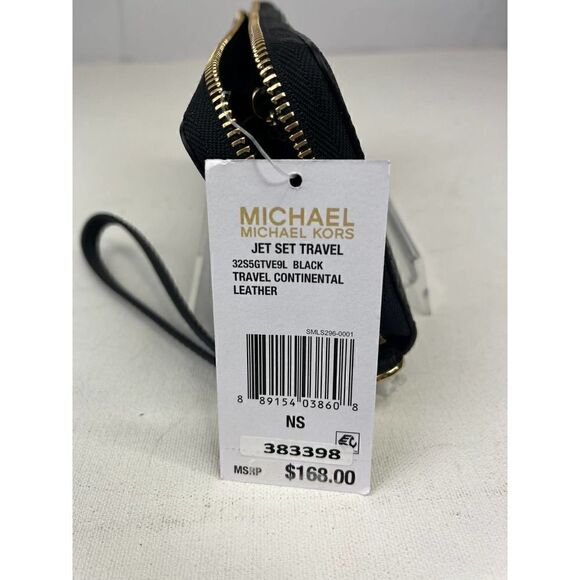 MICHAEL
MICHAEL KORS
JET SET TRAVEL
32S5GTVE9L BLACK
TRAVEL CONTINENTAL
LEATHER
SMLS296-0001
8 89154 03860 8
NS
383398
MSRP $168.00